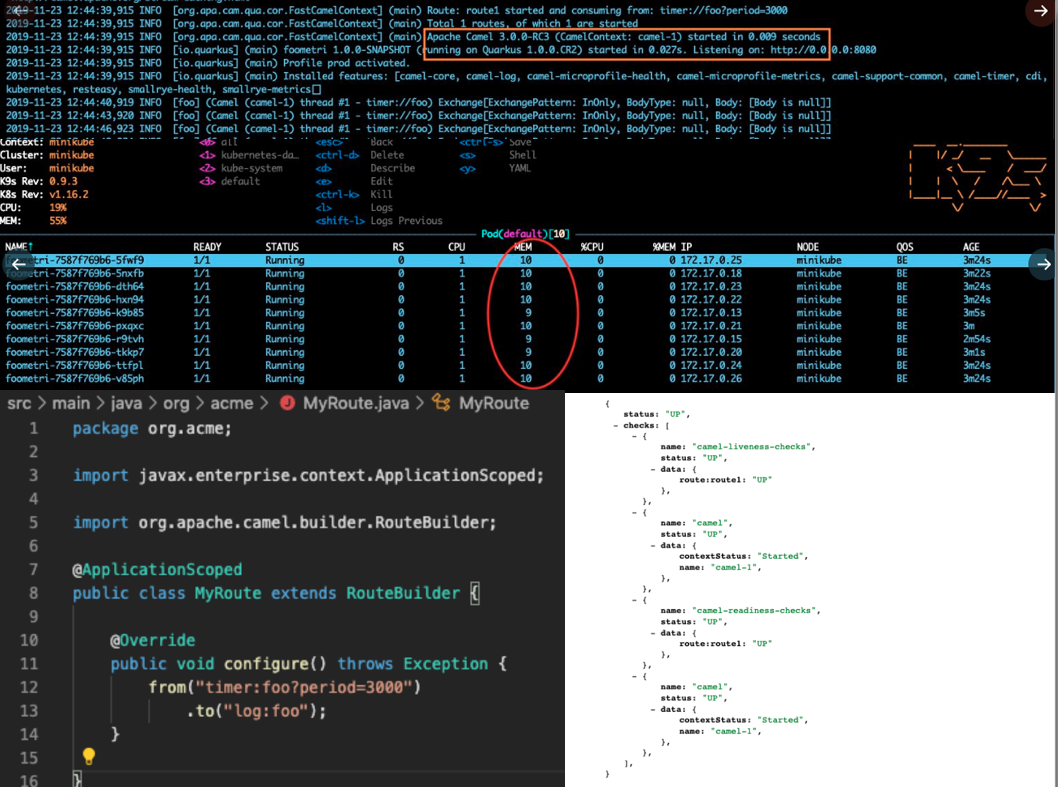 2019-11-23 12:44:39,915 INFO [org.apa.cam.qua.cor.FastCamelContext] (main) Route: route1 started and consuming from: timer://foo?period=3000
2019-11-23 12:44:39,915 INFO [org.apa.cam.qua.cor.FastCamelContext] (main) Total 1 routes, of which 1 are started
2019-11-23 12:44:39,915 INFO [org.apa.cam.qua.cor.FastCamelContext] (main) Apache Camel 3.0.0-RC3 (CamelContext: camel-1) started in 0.009 seconds
2019-11-23 12:44:39,915 INFO [io.quarkus] (main) foometri 1.0.0-SNAPSHOT (running on Quarkus 1.0.0.CR2) started in 0.027s. Listening on: http://0.0.0.0:8080
2019-11-23 12:44:39,915 INFO [io.quarkus] (main) Profile prod activated.
2019-11-23 12:44:39,915 INFO [io.quarkus] (main) Installed features: [camel-core, camel-log, camel-microprofile-health, camel-microprofile-metrics, camel-support-common, camel-timer, cdi,
kubernetes, resteasy, smallrye-health, smallrye-metrics]
2019-11-23 12:44:40,919 INFO [foo] (Camel (camel-1) thread #1 - timer://foo) Exchange[ExchangePattern: InOnly, BodyType: null, Body: [Body is null]]
2019-11-23 12:44:43,920 INFO [foo] (Camel (camel-1) thread #1 - timer://foo) Exchange[ExchangePattern: InOnly, BodyType: null, Body: [Body is null]]
2019-11-23 12:44:46,923 INFO [foo] (Camel (camel-1) thread #1 - timer://foo) Exchange[ExchangePattern: InOnly, BodyType: null, Body: [Body is null]]
Context: minikube <0> all <esc> Back <ctrl-s> Save
Cluster: minikube <1> kubernetes-da… <ctrl-d> Delete <s> Shell
User: minikube <2> kube-system <d> Describe <y> YAML
K9s Rev: 0.9.3 <3> default <e> Edit
K8s Rev: v1.16.2 <ctrl-k> Kill
CPU: 19% <l> Logs
MEM: 55% <shift-l> Logs Previous
Pod(default)[10]
NAME↑ READY STATUS RS CPU MEM %CPU %MEM IP NODE QOS AGE
foometri-7587f769b6-5fwf9 1/1 Running 0 1 10 0 0 172.17.0.25 minikube BE 3m24s
foometri-7587f769b6-5nxfb 1/1 Running 0 1 10 0 0 172.17.0.18 minikube BE 3m22s
foometri-7587f769b6-dth64 1/1 Running 0 1 10 0 0 172.17.0.23 minikube BE 3m24s
foometri-7587f769b6-hxn94 1/1 Running 0 1 10 0 0 172.17.0.22 minikube BE 3m24s
foometri-7587f769b6-k9b85 1/1 Running 0 1 9 0 0 172.17.0.13 minikube BE 3m5s
foometri-7587f769b6-pxqxc 1/1 Running 0 1 10 0 0 172.17.0.21 minikube BE 3m
foometri-7587f769b6-r9tvh 1/1 Running 0 1 9 0 0 172.17.0.15 minikube BE 2m54s
foometri-7587f769b6-tkkp7 1/1 Running 0 1 9 0 0 172.17.0.20 minikube BE 3m1s
foometri-7587f769b6-ttfpl 1/1 Running 0 1 10 0 0 172.17.0.24 minikube BE 3m24s
foometri-7587f769b6-v85ph 1/1 Running 0 1 10 0 0 172.17.0.26 minikube BE 3m24s
src > main > java > org > acme > J MyRoute.java > MyRoute
1 package org.acme;
2
3 import javax.enterprise.context.ApplicationScoped;
4
5 import org.apache.camel.builder.RouteBuilder;
6
7 @ApplicationScoped
8 public class MyRoute extends RouteBuilder {
9
10 @Override
11 public void configure() throws Exception {
12 from("timer:foo?period=3000")
13 .to("log:foo");
14 }
15
16 }
{
status: "UP",
- checks: [
- {
name: "camel-liveness-checks",
status: "UP",
- data: {
route:route1: "UP"
},
},
- {
name: "camel",
status: "UP",
- data: {
contextStatus: "Started",
name: "camel-1",
},
},
- {
name: "camel-readiness-checks",
status: "UP",
- data: {
route:route1: "UP"
},
},
- {
name: "camel",
status: "UP",
- data: {
contextStatus: "Started",
name: "camel-1",
},
},
],
}